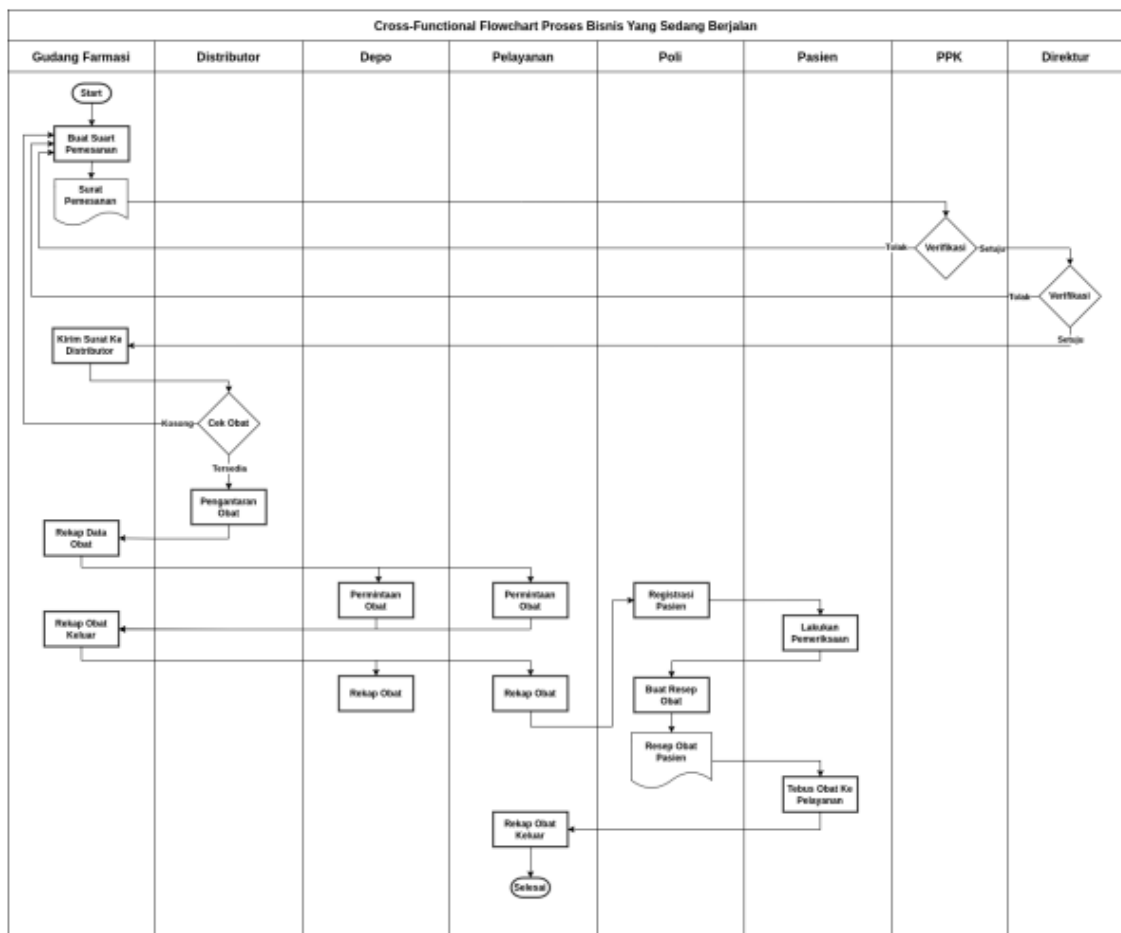 Cross-Functional Flowchart Proses Bisnis Yang Sedang Berjalan
Gudang Farmasi
Distributor
Depo
Pelayanan
Poli
Pasien
PPK
Direktur
Start
Buat Suart
Pemesanan
Surat
Pemesanan
Tolak
Verifikasi
Setuju
Tolak
Verifikasi
Setuju
Kirim Surat Ke
Distributor
Kosong
Cek Obat
Tersedia
Pengantaran
Obat
Rekap Data
Obat
Permintaan
Obat
Permintaan
Obat
Registrasi
Pasien
Rekap Obat
Keluar
Lakukan
Pemeriksaan
Rekap Obat
Rekap Obat
Buat Resep
Obat
Resep Obat
Pasien
Tebus Obat Ke
Pelayanan
Rekap Obat
Keluar
Selesai